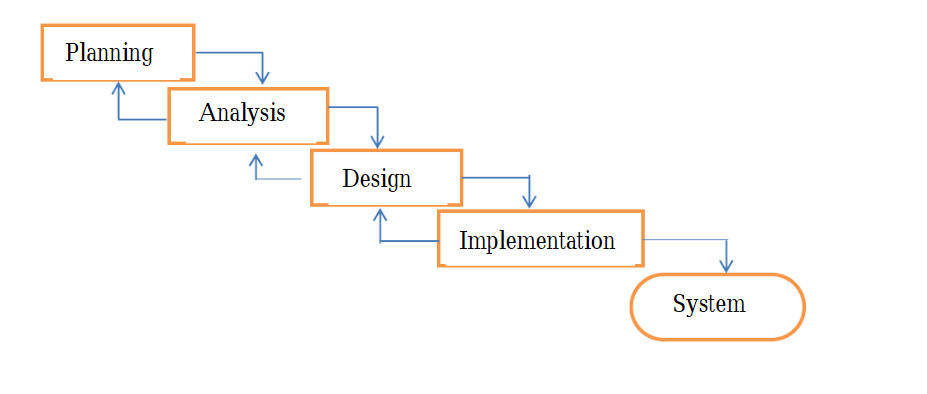 Planning
Analysis
Design
Implementation
System